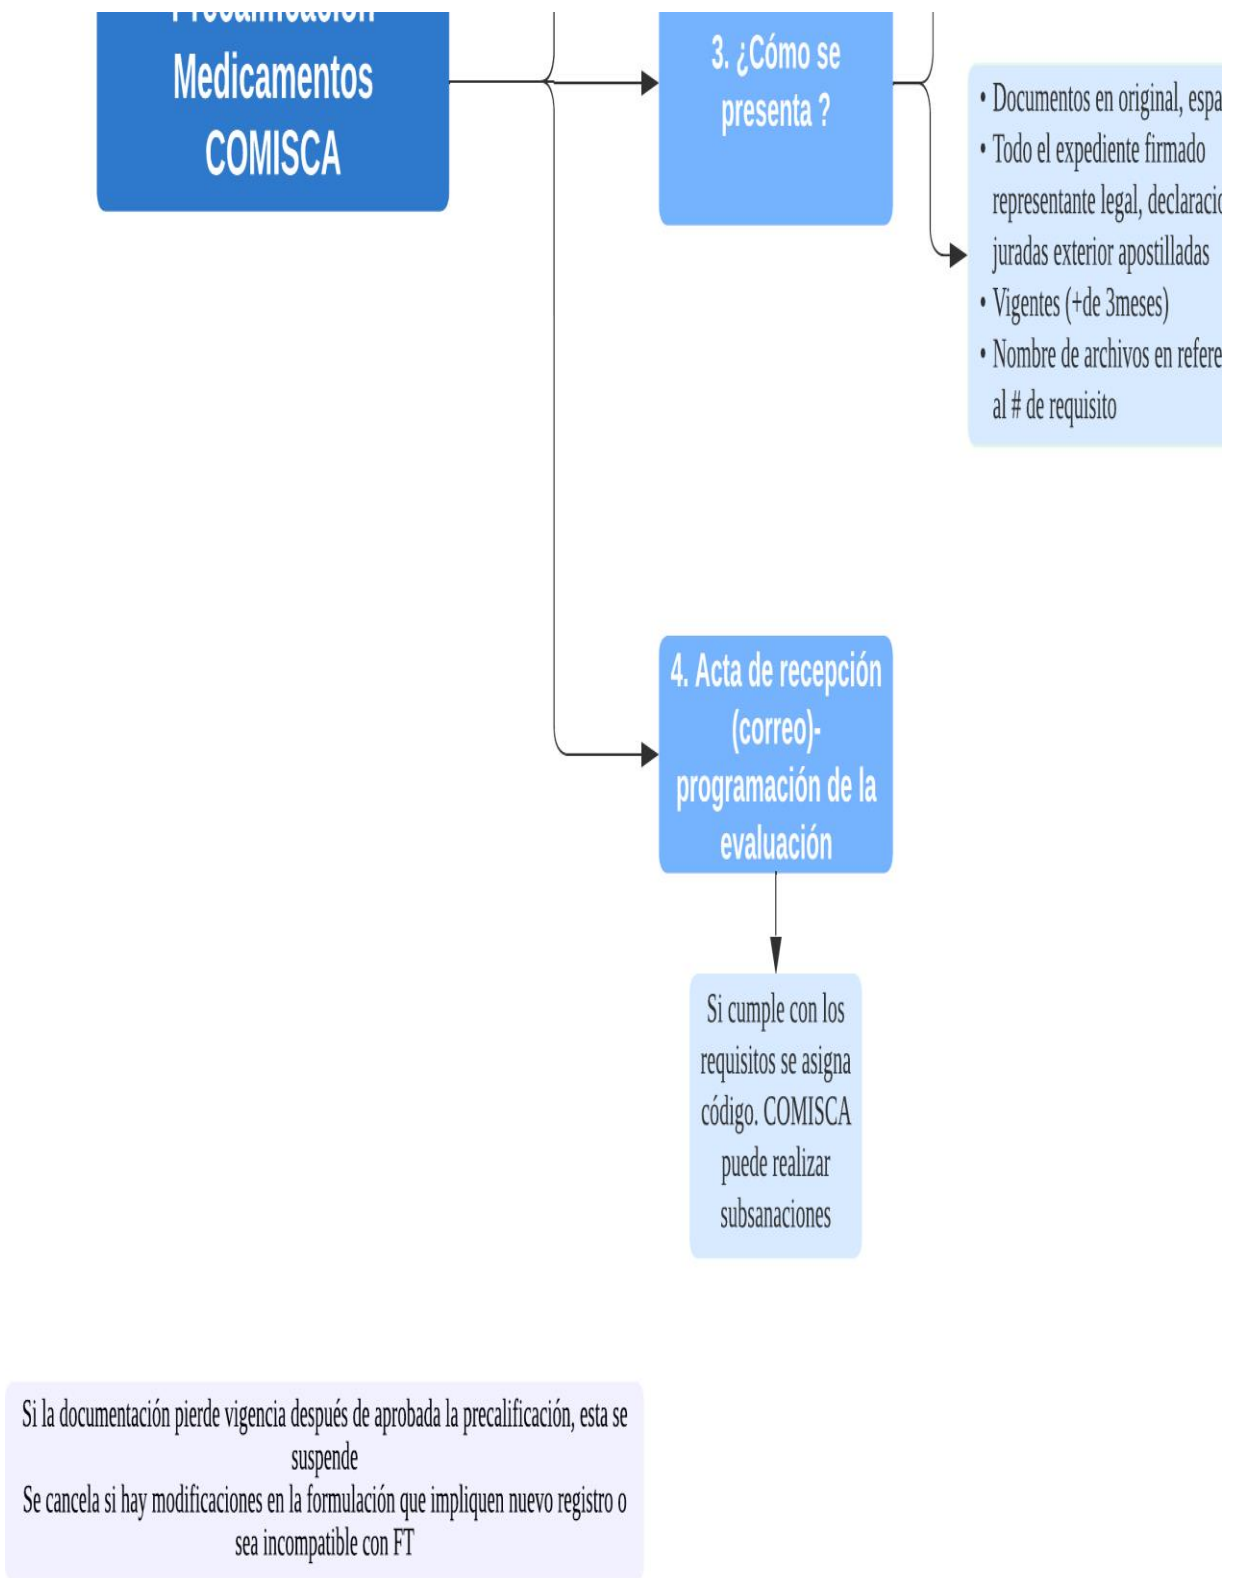 Precalificación
Medicamentos
COMISCA
3. ¿Cómo se
presenta ?
• Documentos en original, espa
• Todo el expediente firmado
representante legal, declaracio
juradas exterior apostilladas
• Vigentes (+de 3meses)
• Nombre de archivos en refere
al # de requisito
4. Acta de recepción
(correo)-
programación de la
evaluación
Si cumple con los
requisitos se asigna
código. COMISCA
puede realizar
subsanaciones
Si la documentación pierde vigencia después de aprobada la precalificación, esta se
suspende
Se cancela si hay modificaciones en la formulación que impliquen nuevo registro o
sea incompatible con FT